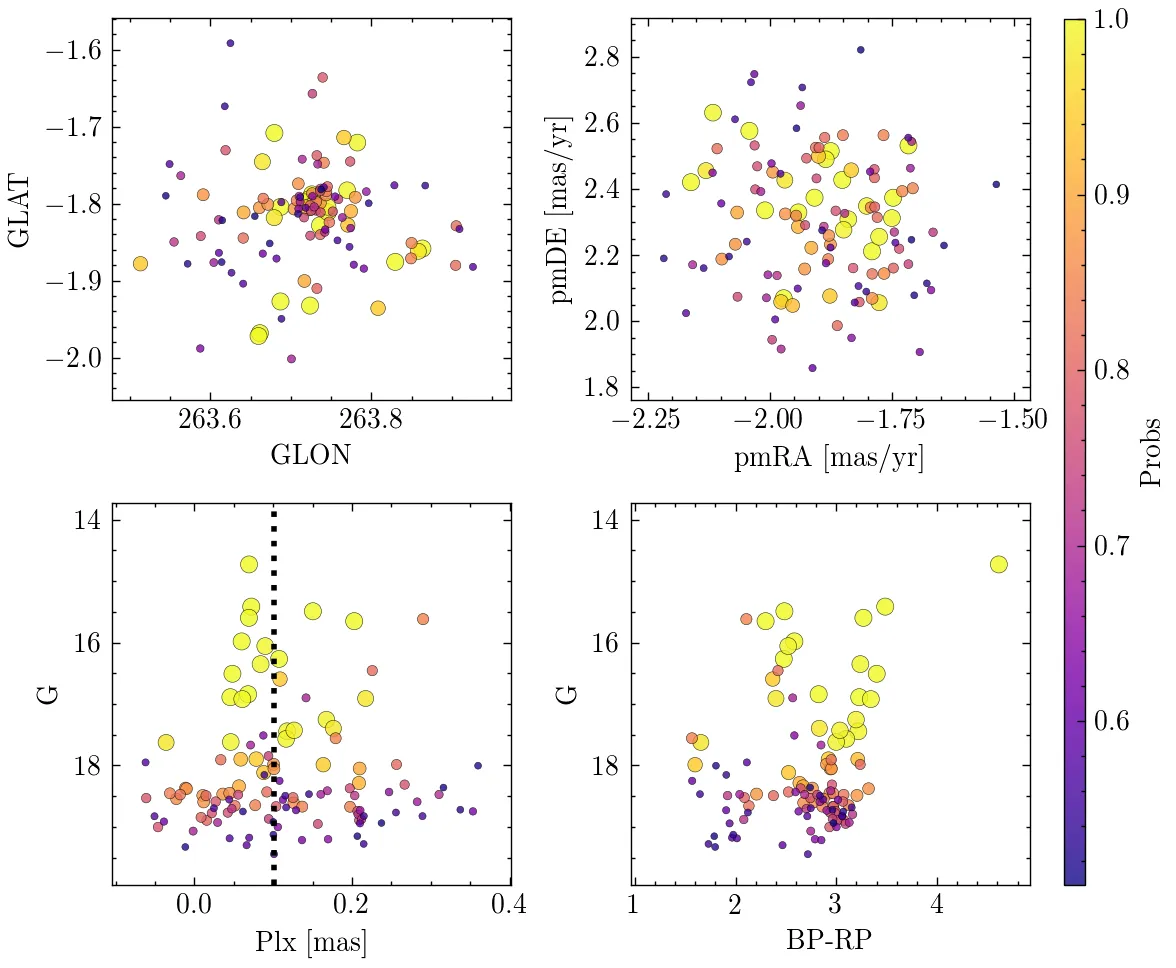 −1.6
−1.7
−1.8
−1.9
−2.0
GLAT
263.6 263.8
GLON
2.8
2.6
2.4
2.2
2.0
1.8
pmDE [mas/yr]
−2.25 −2.00 −1.75 −1.50
pmRA [mas/yr]
14
16
18
G
0.0 0.2 0.4
Plx [mas]
14
16
18
G
1 2 3 4
BP-RP
1.0
0.9
0.8
0.7
0.6
Probs